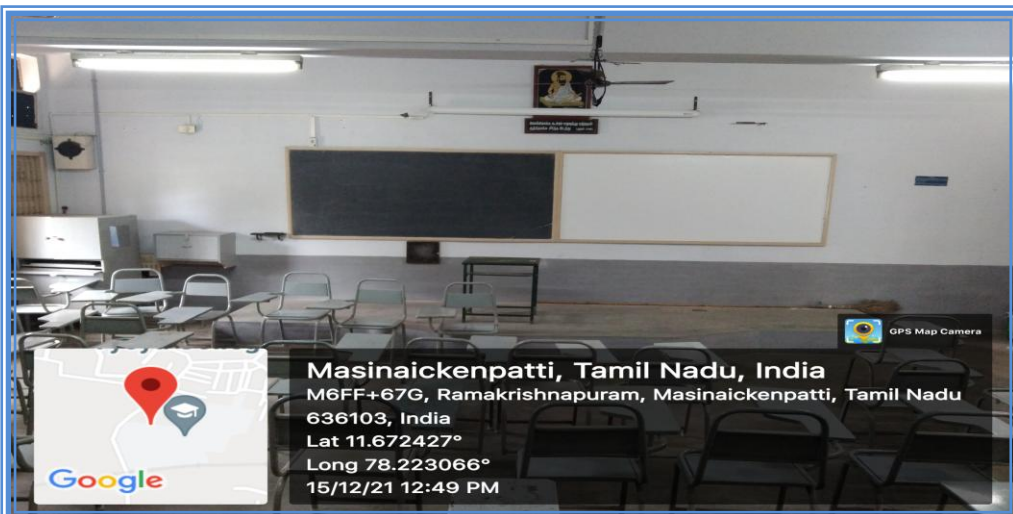 GPS Map Camera
Masinaickenpatti, Tamil Nadu, India
M6FF+67G, Ramakrishnapuram, Masinaickenpatti, Tamil Nadu
636103, India
Lat 11.672427°
Long 78.223066°
15/12/21 12:49 PM
Google